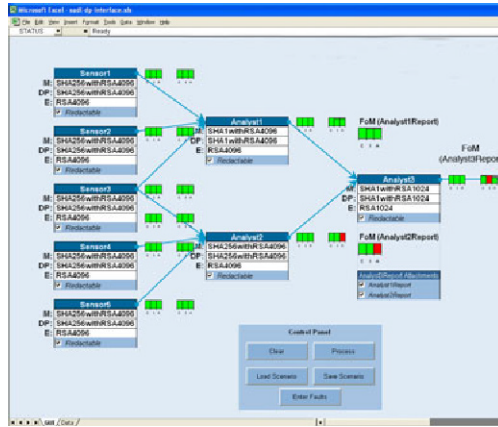 Microsoft Excel - audi-dp-interface.xls
File Edit View Insert Format Tools Data Window Help
STATUS Ready
Sensor1
M: SHA256withRSA4096
DP: SHA256withRSA4096
E: RSA4096
Redactable
Sensor2
M: SHA256withRSA4096
DP: SHA256withRSA4096
E: RSA4096
Redactable
Sensor3
M: SHA256withRSA4096
DP: SHA256withRSA4096
E: RSA4096
Redactable
Sensor4
M: SHA256withRSA4096
DP: SHA256withRSA4096
E: RSA4096
Redactable
Sensor5
M: SHA256withRSA4096
DP: SHA256withRSA4096
E: RSA4096
Redactable
Analyst1
M: SHA1withRSA4096
DP: SHA1withRSA4096
E: RSA4096
Redactable
Analyst2
M: SHA256withRSA4096
DP: SHA256withRSA4096
E: RSA4096
Redactable
FoM (Analyst1Report)
C I A
FoM (Analyst2Report)
C I A
FoM
(Analyst3Repor
Analyst3
M: SHA1withRSA1024
DP: SHA1withRSA1024
E: RSA1024
Redactable
Analyst3Report Attachments
Analyst1Report
Analyst2Report
Control Panel
Clear Process
Load Scenario Save Scenario
Enter Faults
Data